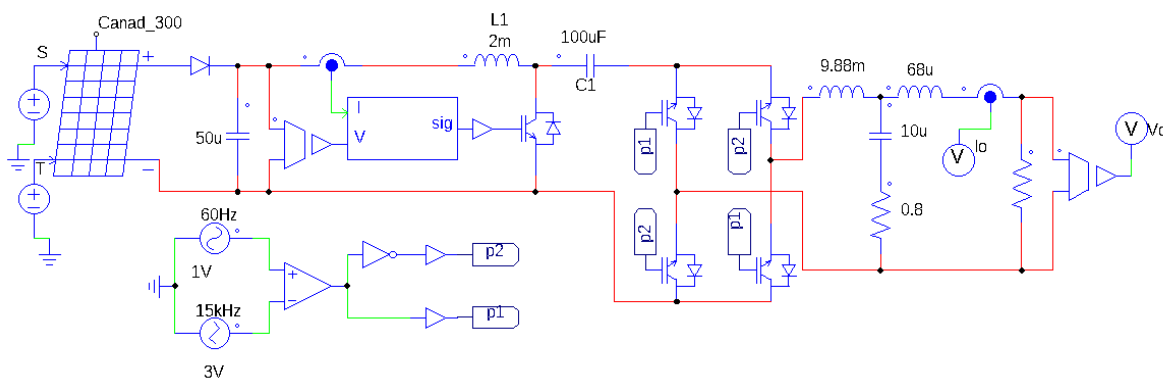 Canad_300
S
T
+
−
+
−
+
−
50u
I
V
sig
L1
2m
100uF
C1
p1
p2
p2
p1
9.88m
68u
10u
0.8
V
Io
V
60Hz
1V
15kHz
3V
+
−
p2
p1